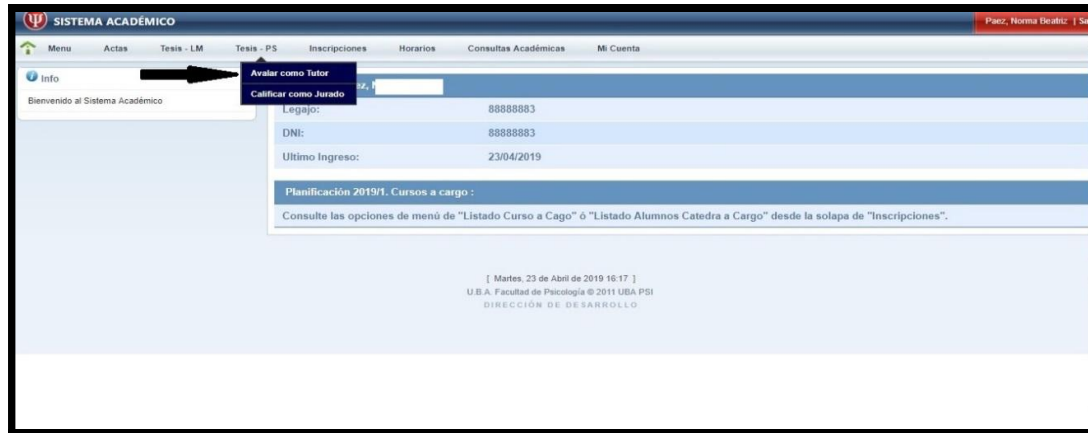 SISTEMA ACADÉMICO
Paez, Norma Beatriz | Sa
Menu Actas Tesis - LM Tesis - PS Inscripciones Horarios Consultas Académicas Mi Cuenta
Info
Bienvenido al Sistema Académico
Avalar como Tutor
Calificar como Jurado
ez,
Legajo: 88888883
DNI: 88888883
Ultimo Ingreso: 23/04/2019
Planificación 2019/1. Cursos a cargo :
Consulte las opciones de menú de "Listado Curso a Cago" ó "Listado Alumnos Catedra a Cargo" desde la solapa de "Inscripciones".
[ Martes, 23 de Abril de 2019 16:17 ]
U.B.A. Facultad de Psicología © 2011 UBA PSI
DIRECCIÓN DE DESARROLLO